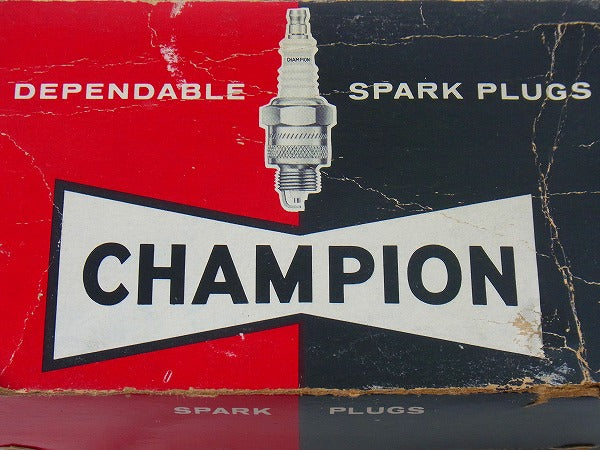 CHAMPION
DEPENDABLE SPARK PLUGS
CHAMPION
SPARK PLUGS